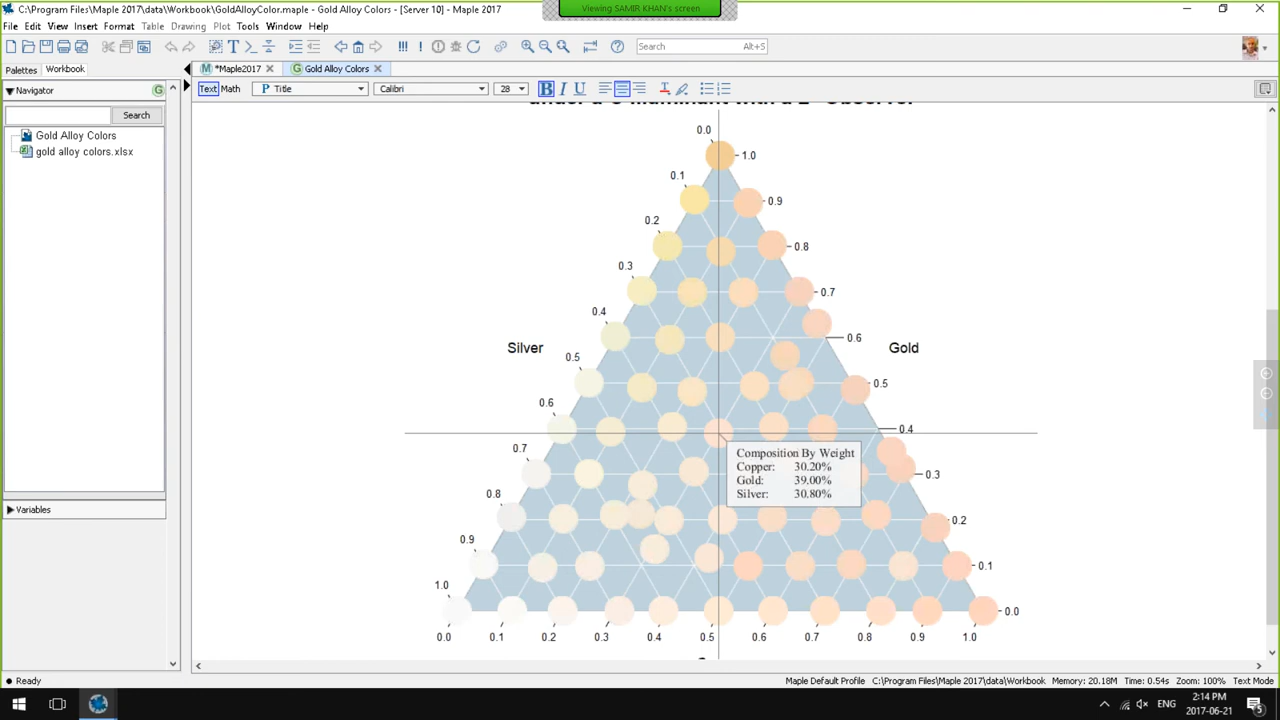 C:\Program Files\Maple 2017\data\Workbook\GoldAlloyColor.maple - Gold Alloy Colors - [Server 10] - Maple 2017
Viewing SAMIR KHAN's screen
File Edit View Insert Format Table Drawing Plot Tools Window Help
Search Alt+S
Palettes Workbook
*Maple2017 Gold Alloy Colors
Text Math P Title Calibri 28 B I U
Navigator
Search
Gold Alloy Colors
gold alloy colors.xlsx
Variables
under a C Illuminant with a 2° Observer
0.0
1.0
0.1
0.9
0.2
0.8
0.3
0.7
0.4
0.6
Silver
Gold
0.5
0.5
0.6
0.4
0.7
0.3
0.8
0.2
0.9
0.1
1.0
0.0
0.0 0.1 0.2 0.3 0.4 0.5 0.6 0.7 0.8 0.9 1.0
Composition By Weight
Copper: 30.20%
Gold: 39.00%
Silver: 30.80%
Ready
Maple Default Profile C:\Program Files\Maple 2017\data\Workbook Memory: 20.18M Time: 0.54s Zoom: 100% Text Mode
ENG
2:14 PM
2017-06-21
5